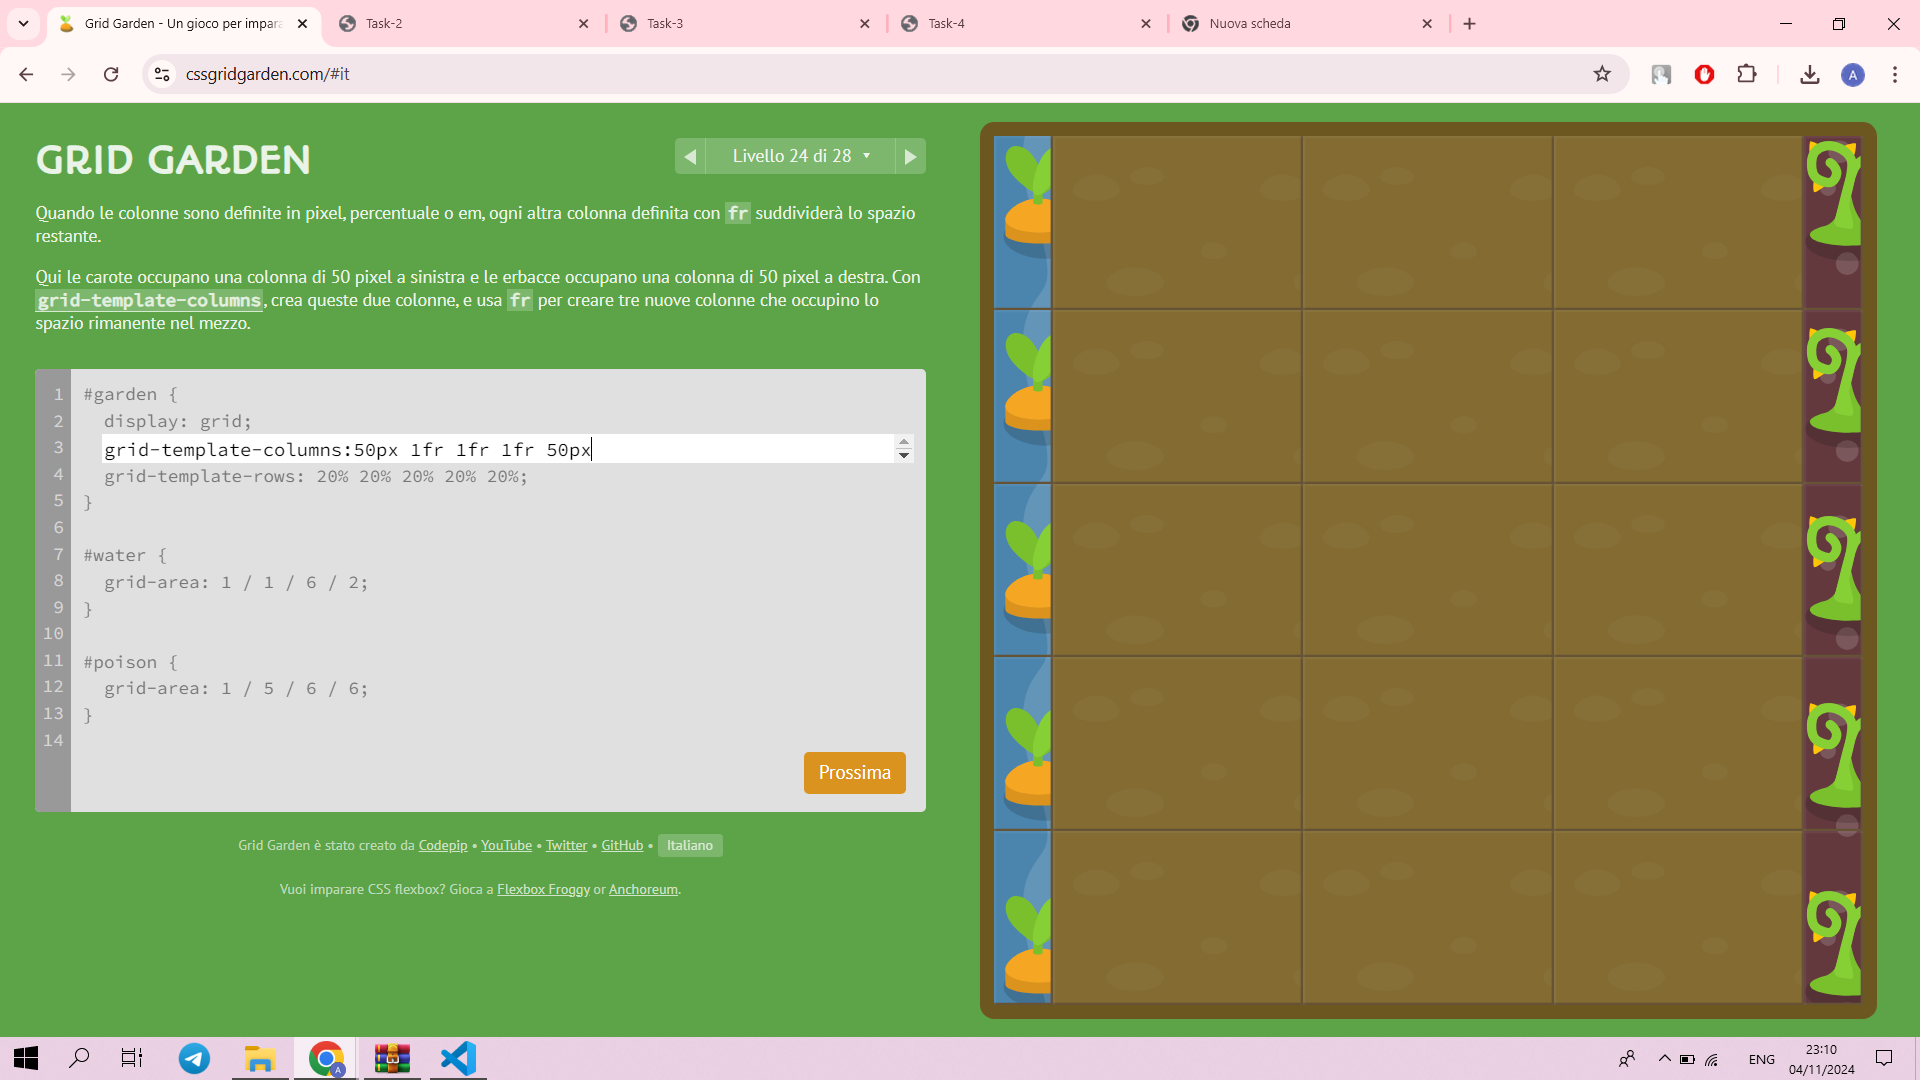 Grid Garden - Un gioco per impara
Task-2
Task-3
Task-4
Nuova scheda
cssgridgarden.com/#it
A
GRID GARDEN
Livello 24 di 28
Quando le colonne sono definite in pixel, percentuale o em, ogni altra colonna definita con fr suddividerà lo spazio
restante.
Qui le carote occupano una colonna di 50 pixel a sinistra e le erbacce occupano una colonna di 50 pixel a destra. Con
grid-template-columns, crea queste due colonne, e usa fr per creare tre nuove colonne che occupino lo
spazio rimanente nel mezzo.
1 #garden {
2 display: grid;
3 grid-template-columns:50px 1fr 1fr 1fr 50px
4 grid-template-rows: 20% 20% 20% 20% 20%;
5 }
6
7 #water {
8 grid-area: 1 / 1 / 6 / 2;
9 }
10
11 #poison {
12 grid-area: 1 / 5 / 6 / 6;
13 }
14
Prossima
Grid Garden è stato creato da Codepip • YouTube • Twitter • GitHub • Italiano
Vuoi imparare CSS flexbox? Gioca a Flexbox Froggy or Anchoreum.
A
ENG
23:10
04/11/2024